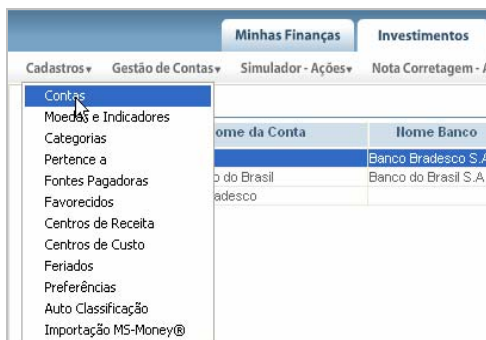 Minhas Finanças Investimentos
Cadastros Gestão de Contas Simulador - Ações Nota Corretagem -
Contas
Moedas e Indicadores
ome da Conta Nome Banco
Categorias
Pertence a Banco Bradesco S.A
Fontes Pagadoras o do Brasil Banco do Brasil S.A
Favorecidos adesco
Centros de Receita
Centros de Custo
Feriados
Preferências
Auto Classificação
Importação MS-Money®